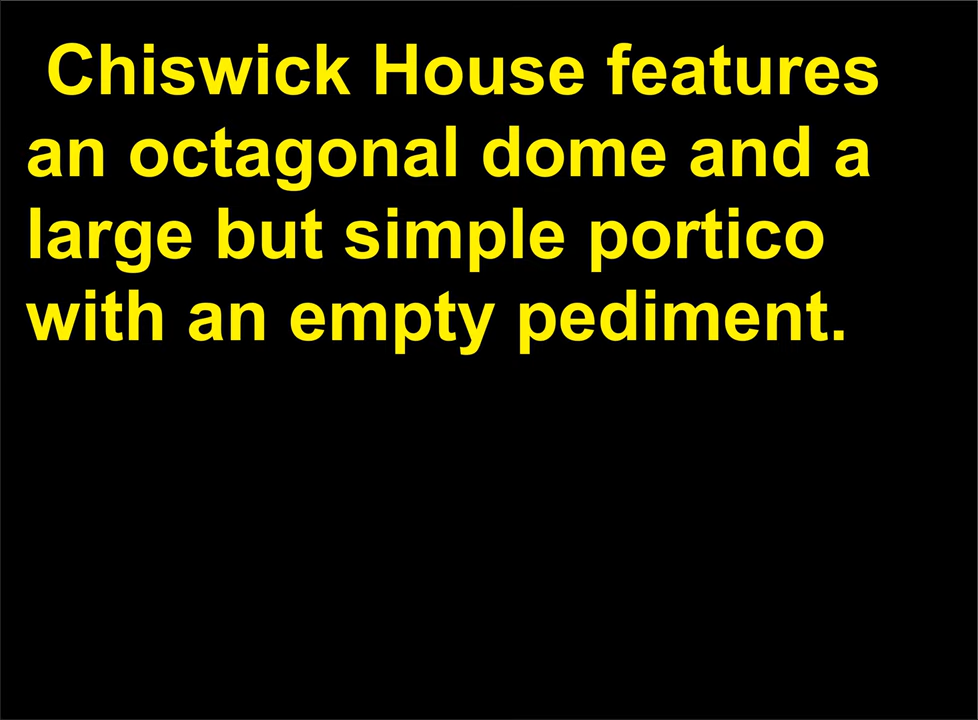 Chiswick House features
an octagonal dome and a
large but simple portico
with an empty pediment.